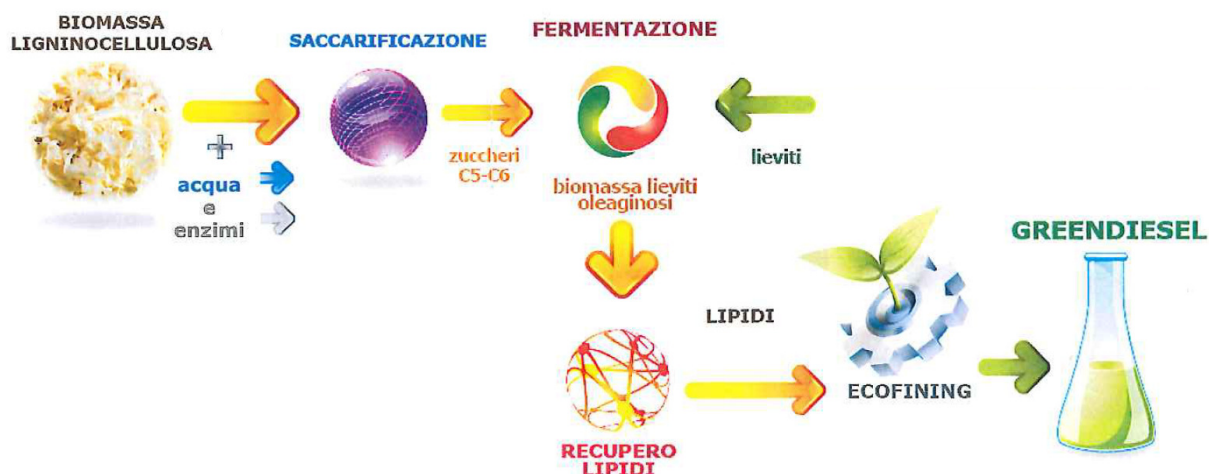 BIOMASSA
LIGNINOCELLULOSA
SACCARIFICAZIONE
FERMENTAZIONE
+
acqua
e
enzimi
zuccheri
C5-C6
lieviti
biomassa lieviti
oleaginosi
GREENDIESEL
LIPIDI
ECOFINING
RECUPERO
LIPIDI